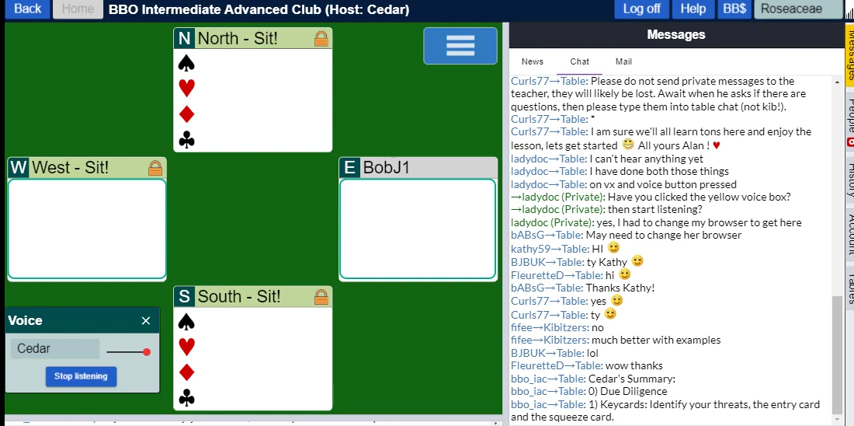 Back Home BBO Intermediate Advanced Club (Host: Cedar) Log off Help BB$ Roseaceae
N North - Sit!
W West - Sit!
E BobJ1
S South - Sit!
Voice ×
Cedar
Stop listening
Messages
News Chat Mail
Curls77→Table: Please do not send private messages to the
teacher, they will likely be lost. Await when he asks if there are
questions, then please type them into table chat (not kib!).
Curls77→Table: *
Curls77→Table: I am sure we'll all learn tons here and enjoy the
lesson, lets get started 😁 All yours Alan ! ♥
ladydoc→Table: I can't hear anything yet
ladydoc→Table: I have done both those things
ladydoc→Table: on vx and voice button pressed
→ladydoc (Private): Have you clicked the yellow voice box?
→ladydoc (Private): then start listening?
ladydoc (Private): yes, I had to change my browser to get here
bABsG→Table: May need to change her browser
kathy59→Table: HI 🙂
BJBUK→Table: ty Kathy 😉
FleuretteD→Table: hi 🙂
bABsG→Table: Thanks Kathy!
Curls77→Table: yes 🙂
Curls77→Table: ty 🙂
fifee→Kibitzers: no
fifee→Kibitzers: much better with examples
BJBUK→Table: lol
FleuretteD→Table: wow thanks
bbo_iac→Table: Cedar's Summary:
bbo_iac→Table: 0) Due Diligence
bbo_iac→Table: 1) Keycards: Identify your threats, the entry card
and the squeeze card.
Messages
People
History
Account
Tables